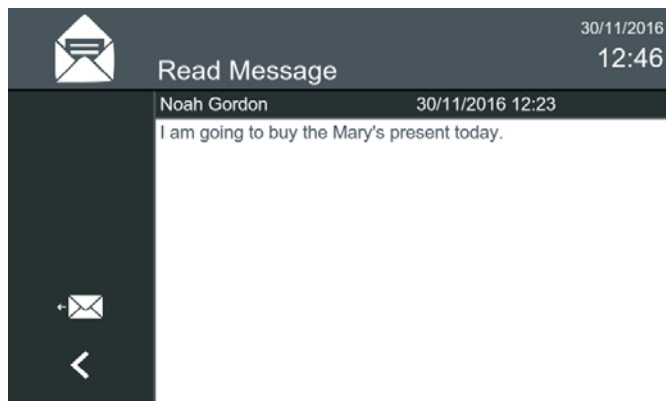 30/11/2016
12:46
Read Message
Noah Gordon 30/11/2016 12:23
I am going to buy the Mary's present today.